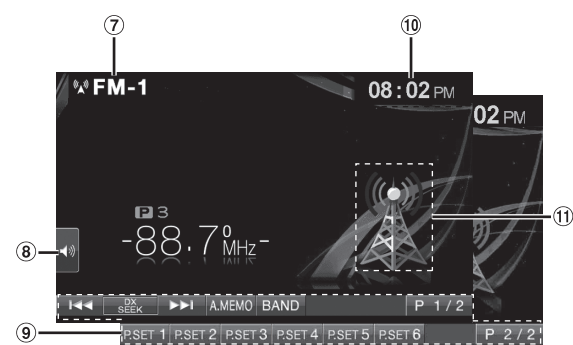 ⑦ ⑩
FM-1 08:02 PM
02 PM
P 3
-88.70 MHz-
⑪
⑧
DX SEEK A.MEMO BAND P 1/2
⑨ P.SET 1 P.SET 2 P.SET 3 P.SET 4 P.SET 5 P.SET 6 P 2/2